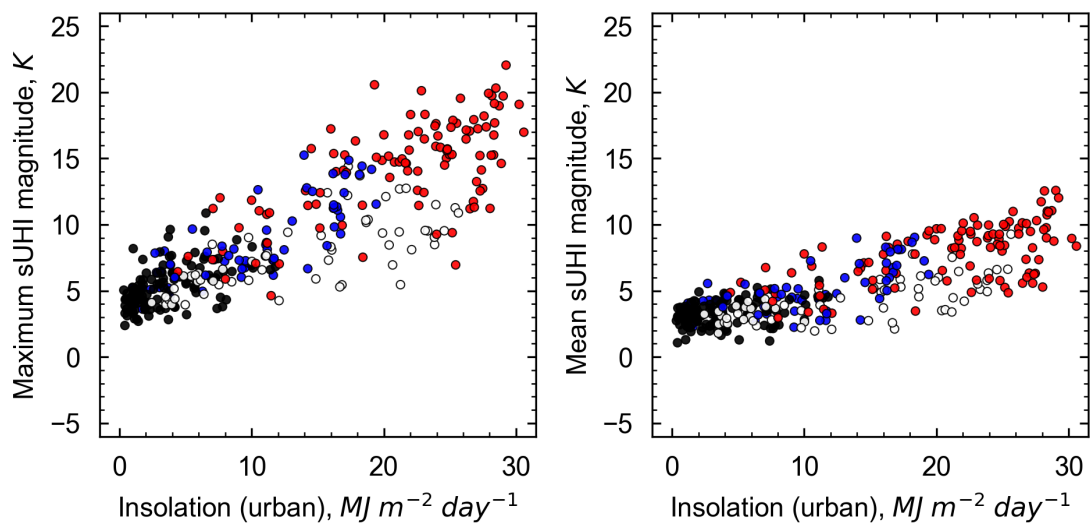 Maximum sUHI magnitude, K
25
20
15
10
5
0
−5
0 10 20 30
Insolation (urban), MJ m⁻² day⁻¹
Mean sUHI magnitude, K
25
20
15
10
5
0
−5
0 10 20 30
Insolation (urban), MJ m⁻² day⁻¹